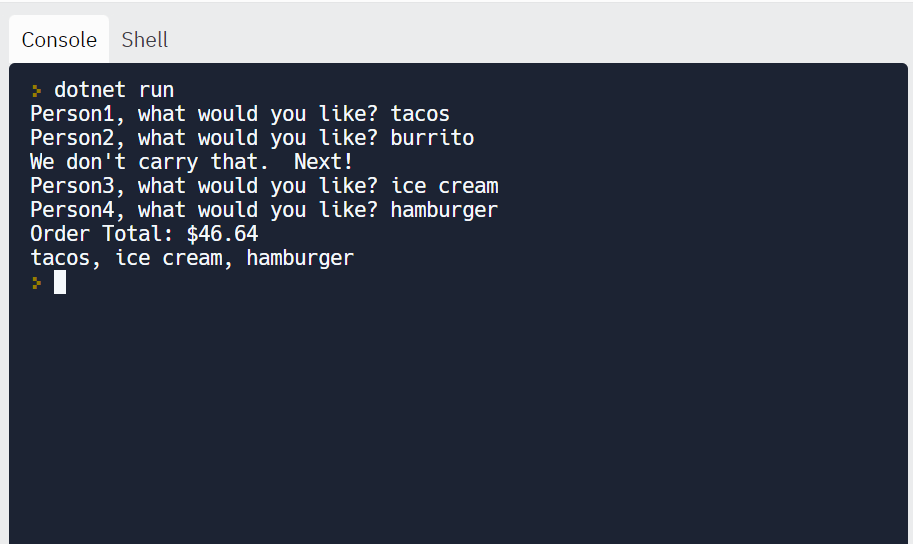 Console Shell
dotnet run
Person1, what would you like? tacos
Person2, what would you like? burrito
We don't carry that.  Next!
Person3, what would you like? ice cream
Person4, what would you like? hamburger
Order Total: $46.64
tacos, ice cream, hamburger